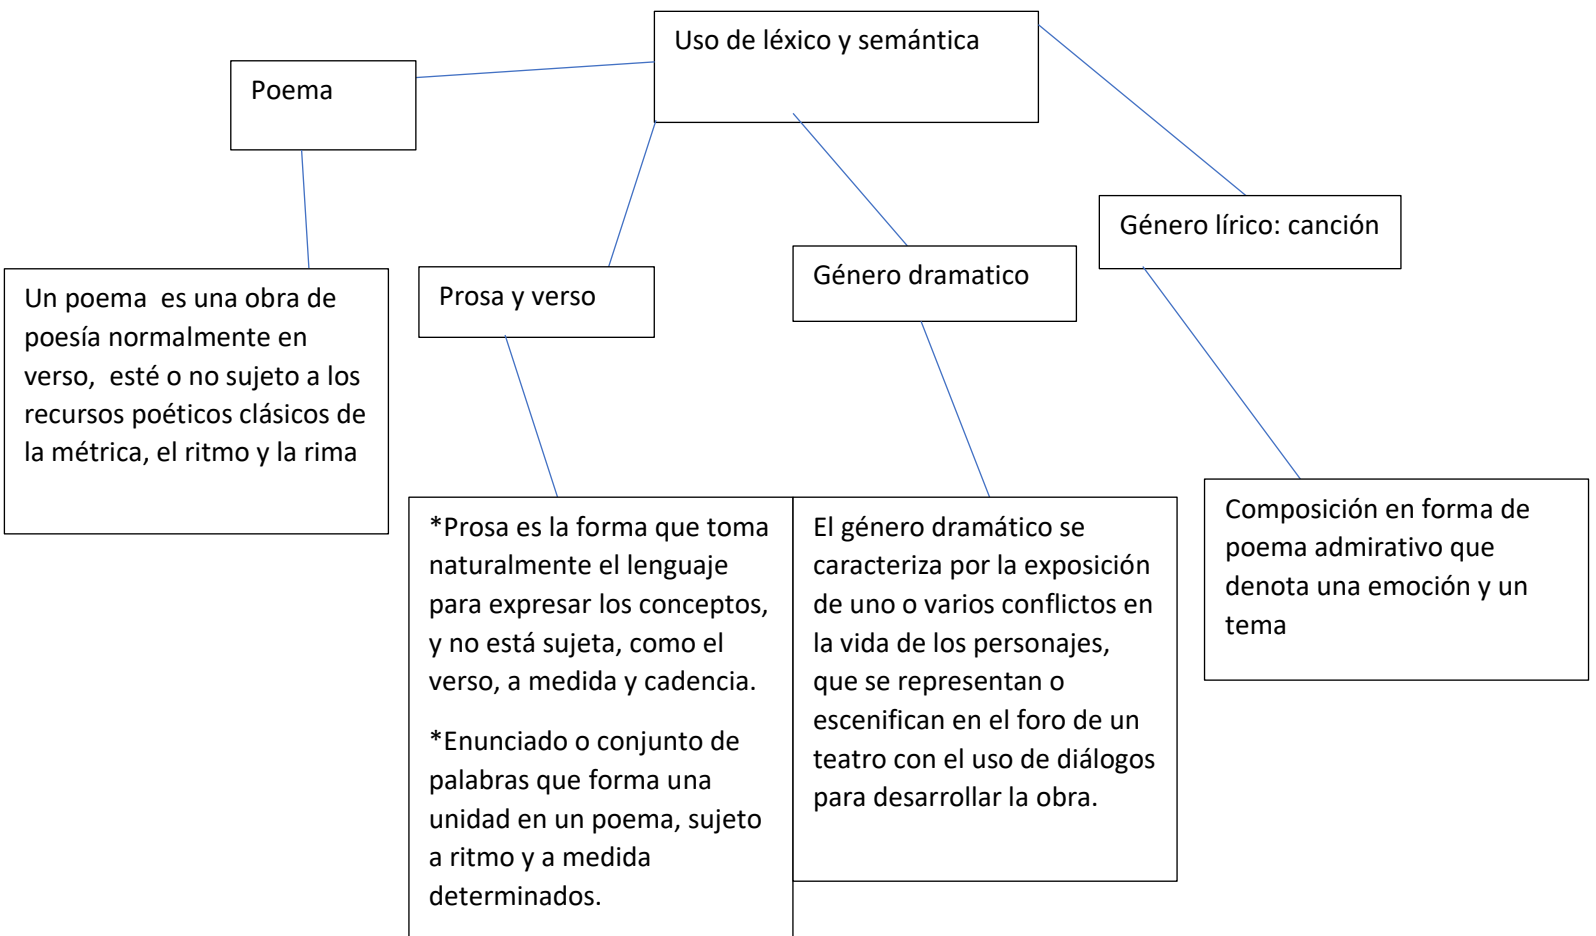 Uso de léxico y semántica
Poema
Género lírico: canción
Género dramatico
Prosa y verso
Un poema  es una obra de
poesía normalmente en
verso,  esté o no sujeto a los
recursos poéticos clásicos de
la métrica, el ritmo y la rima
*Prosa es la forma que toma
naturalmente el lenguaje
para expresar los conceptos,
y no está sujeta, como el
verso, a medida y cadencia.
*Enunciado o conjunto de
palabras que forma una
unidad en un poema, sujeto
a ritmo y a medida
determinados.
El género dramático se
caracteriza por la exposición
de uno o varios conflictos en
la vida de los personajes,
que se representan o
escenifican en el foro de un
teatro con el uso de diálogos
para desarrollar la obra.
Composición en forma de
poema admirativo que
denota una emoción y un
tema